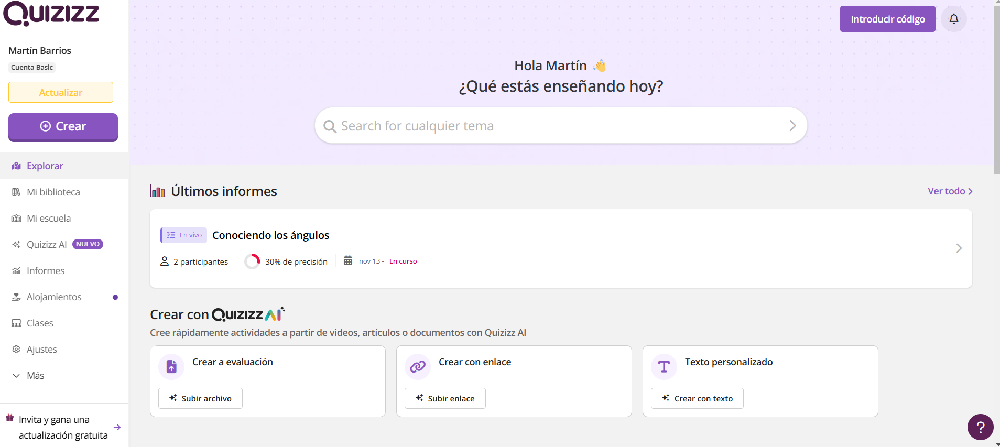 QUIZIZZ
Martín Barrios
Cuenta Basic
Actualizar
Crear
Explorar
Mi biblioteca
Mi escuela
Quizizz AI NUEVO
Informes
Alojamientos
Clases
Ajustes
Más
Invita y gana una
actualización gratuita
Introducir código
Hola Martín 👋
¿Qué estás enseñando hoy?
Search for cualquier tema
Últimos informes
Ver todo
En vivo Conociendo los ángulos
2 participantes 30% de precisión nov 13 - En curso
Crear con QUIZIZZ AI
Cree rápidamente actividades a partir de videos, artículos o documentos con Quizizz AI
Crear a evaluación
Subir archivo
Crear con enlace
Subir enlace
Texto personalizado
Crear con texto
?